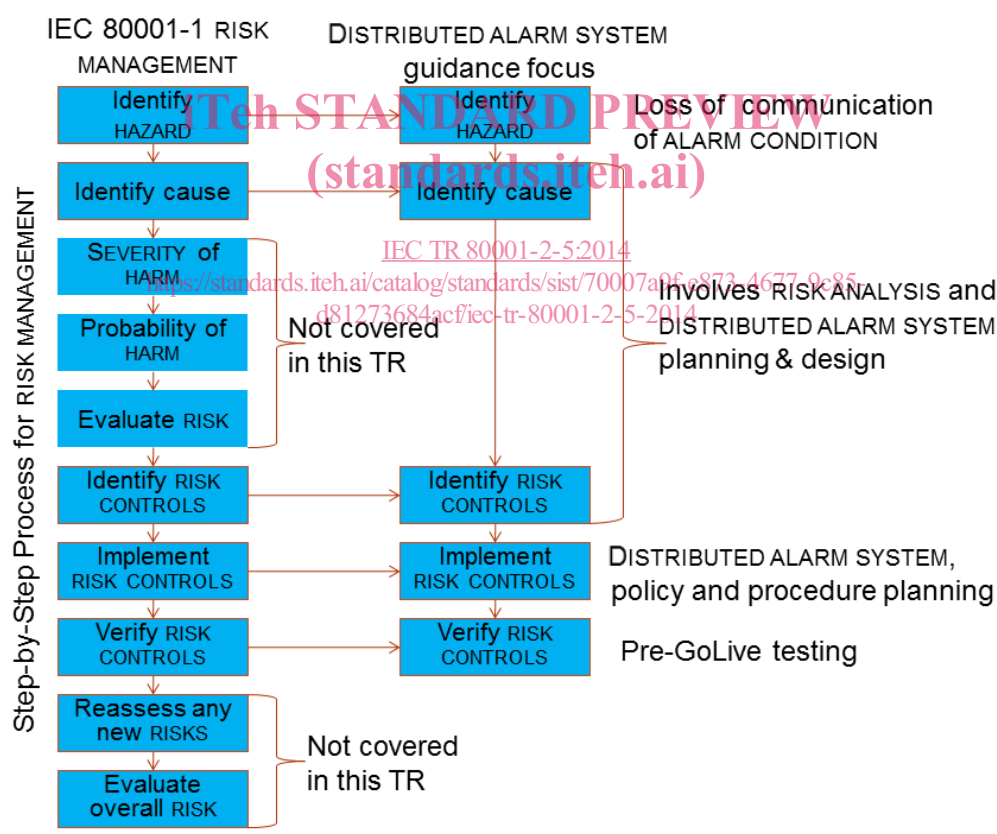 IEC 80001-1 RISK
MANAGEMENT
DISTRIBUTED ALARM SYSTEM
guidance focus
iTeh STANDARD PREVIEW
(standards.iteh.ai)
IEC TR 80001-2-5:2014
https://standards.iteh.ai/catalog/standards/sist/70007a9f-e873-4677-9c85-
d81273684acf/iec-tr-80001-2-5-2014
Step-by-Step Process for RISK MANAGEMENT
Identify
HAZARD
Identify
HAZARD
Loss of communication
of ALARM CONDITION
Identify cause
Identify cause
SEVERITY of
HARM
Probability of
HARM
Evaluate RISK
Not covered
in this TR
Involves RISK ANALYSIS and
DISTRIBUTED ALARM SYSTEM
planning & design
Identify RISK
CONTROLS
Identify RISK
CONTROLS
Implement
RISK CONTROLS
Implement
RISK CONTROLS
DISTRIBUTED ALARM SYSTEM,
policy and procedure planning
Verify RISK
CONTROLS
Verify RISK
CONTROLS
Pre-GoLive testing
Reassess any
new RISKS
Evaluate
overall RISK
Not covered
in this TR